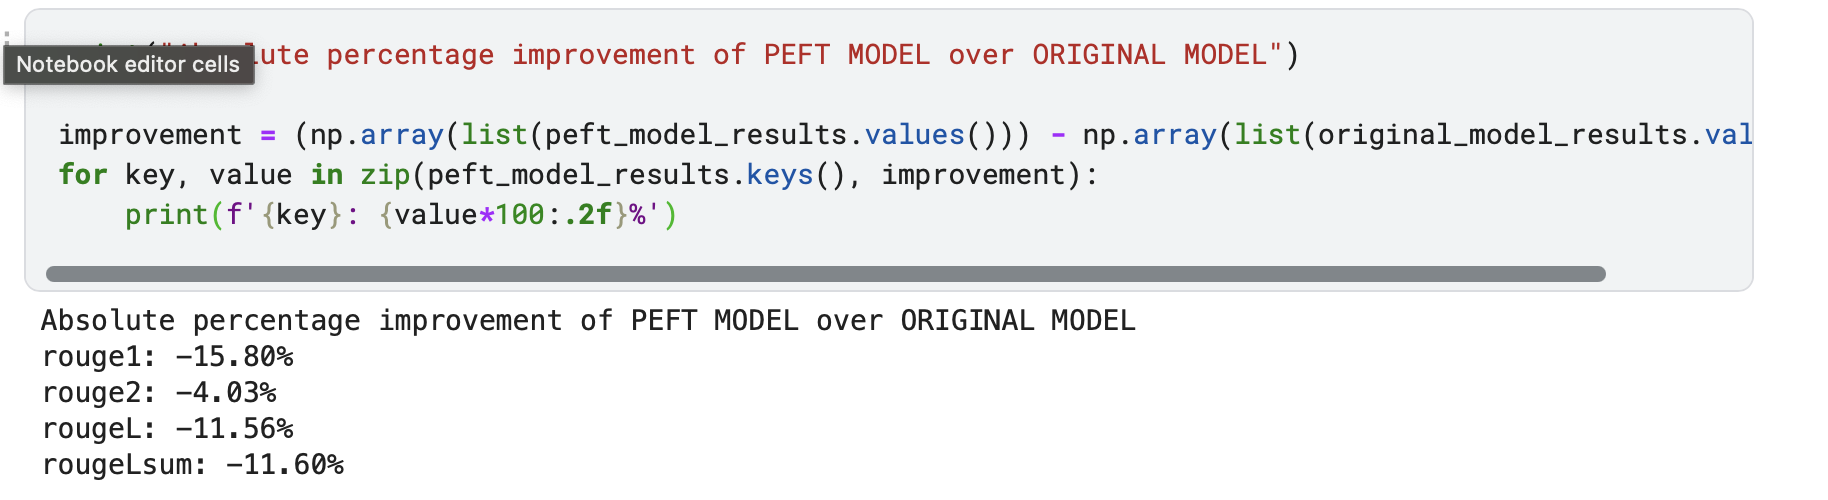 Notebook editor cells
lute percentage improvement of PEFT MODEL over ORIGINAL MODEL")
improvement = (np.array(list(peft_model_results.values())) - np.array(list(original_model_results.val
for key, value in zip(peft_model_results.keys(), improvement):
    print(f'{key}: {value*100:.2f}%')
Absolute percentage improvement of PEFT MODEL over ORIGINAL MODEL
rouge1: -15.80%
rouge2: -4.03%
rougeL: -11.56%
rougeLsum: -11.60%